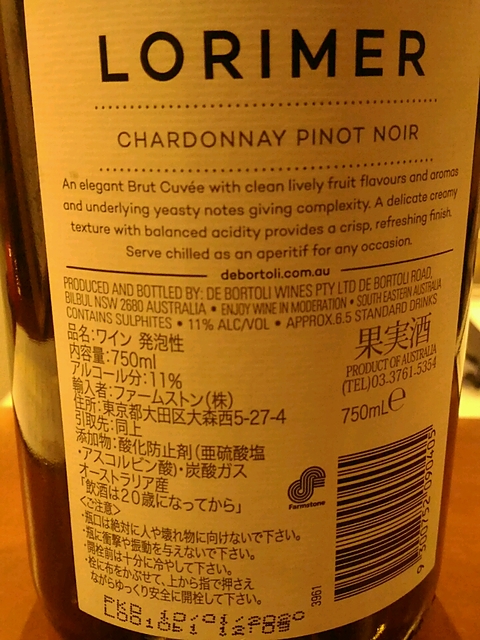 LORIMER
CHARDONNAY PINOT NOIR
An elegant Brut Cuvée with clean lively fruit flavours and aromas
and underlying yeasty notes giving complexity. A delicate creamy
texture with balanced acidity provides a crisp, refreshing finish.
Serve chilled as an aperitif for any occasion.
debortoli.com.au
PRODUCED AND BOTTLED BY: DE BORTOLI WINES PTY LTD DE BORTOLI ROAD,
BILBUL NSW 2680 AUSTRALIA • ENJOY WINE IN MODERATION • SOUTH EASTERN AUSTRALIA
CONTAINS SULPHITES • 11% ALC/VOL • APPROX.6.5 STANDARD DRINKS
品名:ワイン 発泡性
内容量:750ml
アルコール分:11%
輸入者:ファームストン(株)
住所:東京都大田区大森西5-27-4
引取先:同上
添加物:酸化防止剤(亜硫酸塩
・アスコルビン酸)・炭酸ガス
オーストラリア産
「飲酒は20歳になってから」
<ご注意>
・瓶口は絶対に人や壊れ物に向けないで下さい。
・瓶に衝撃や振動を与えないで下さい。
・開栓前は十分に冷やして下さい。
・栓に布をかぶせて、上から指で押さえ
ながらゆっくり安全に開栓して下さい。
果実酒
PRODUCT OF AUSTRALIA
(TEL)03.3761.5354
750mL e
Farmstone
3961
9 300752 090405
PKD 10/01/2020